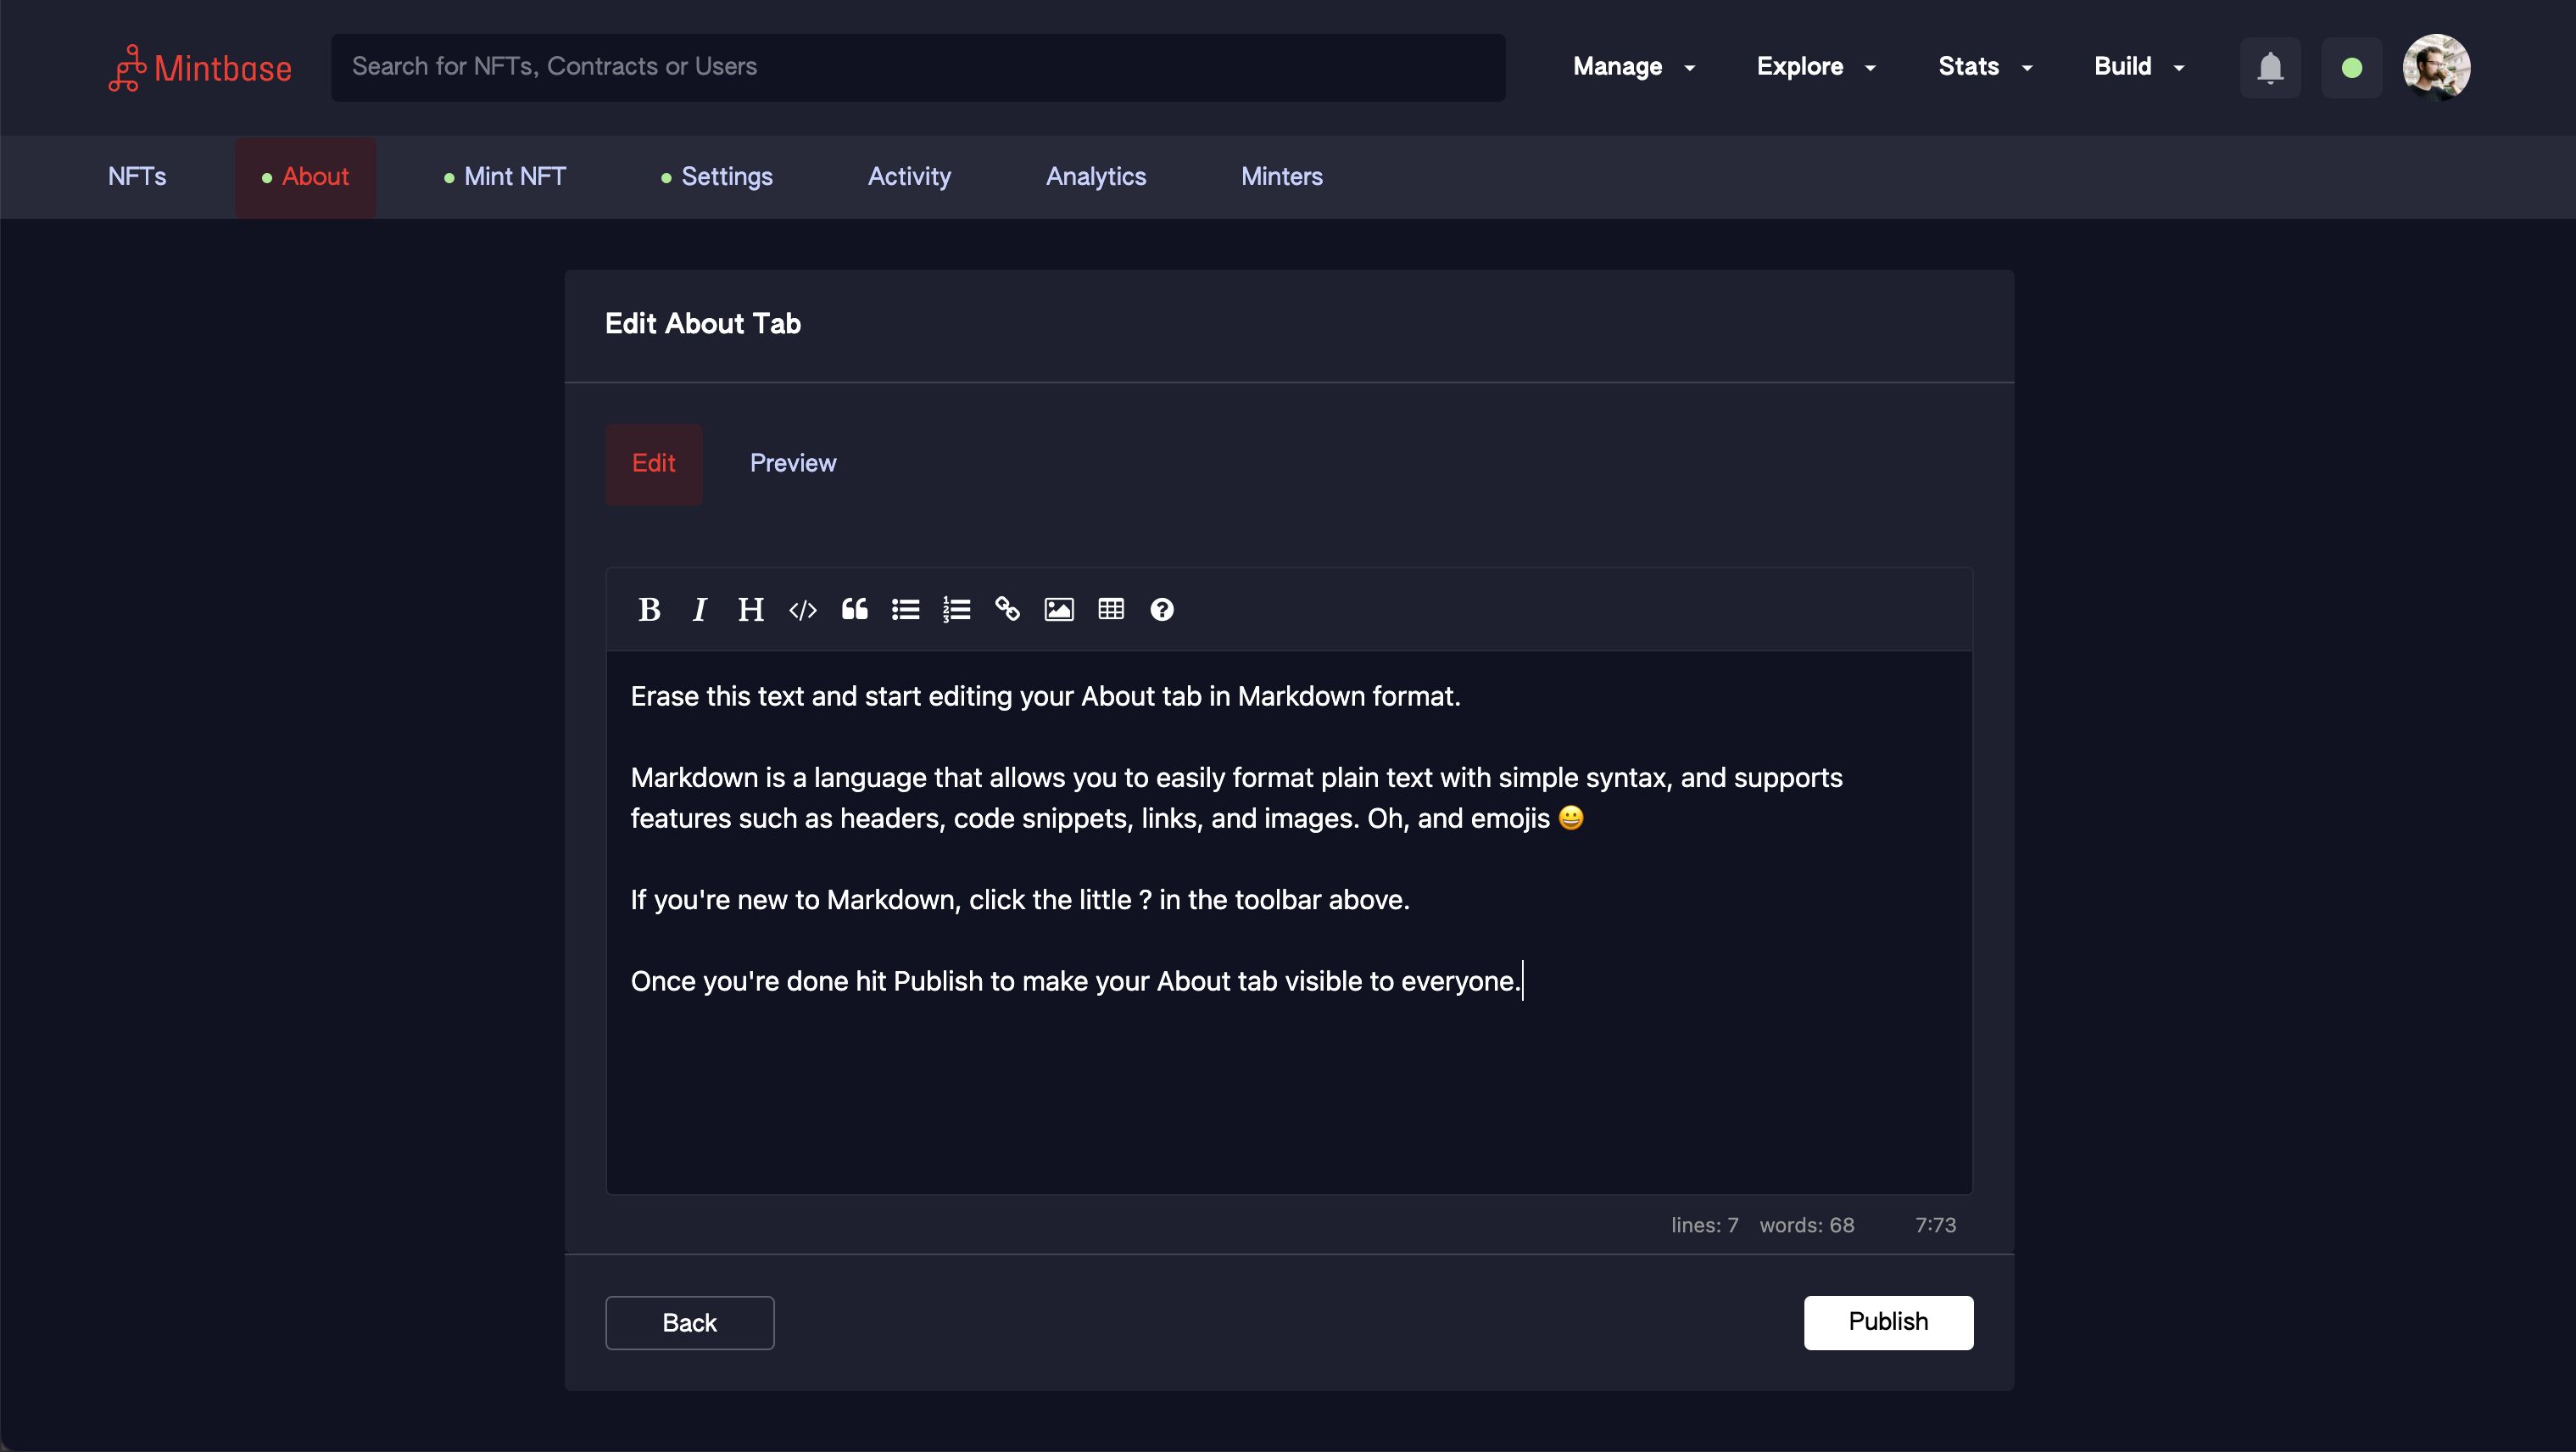 Mintbase
Search for NFTs, Contracts or Users
Manage
Explore
Stats
Build
NFTs
About
Mint NFT
Settings
Activity
Analytics
Minters
Edit About Tab
Edit
Preview
B I H </>
Erase this text and start editing your About tab in Markdown format.
Markdown is a language that allows you to easily format plain text with simple syntax, and supports
features such as headers, code snippets, links, and images. Oh, and emojis 😀
If you're new to Markdown, click the little ? in the toolbar above.
Once you're done hit Publish to make your About tab visible to everyone.
lines: 7 words: 68 7:73
Back
Publish